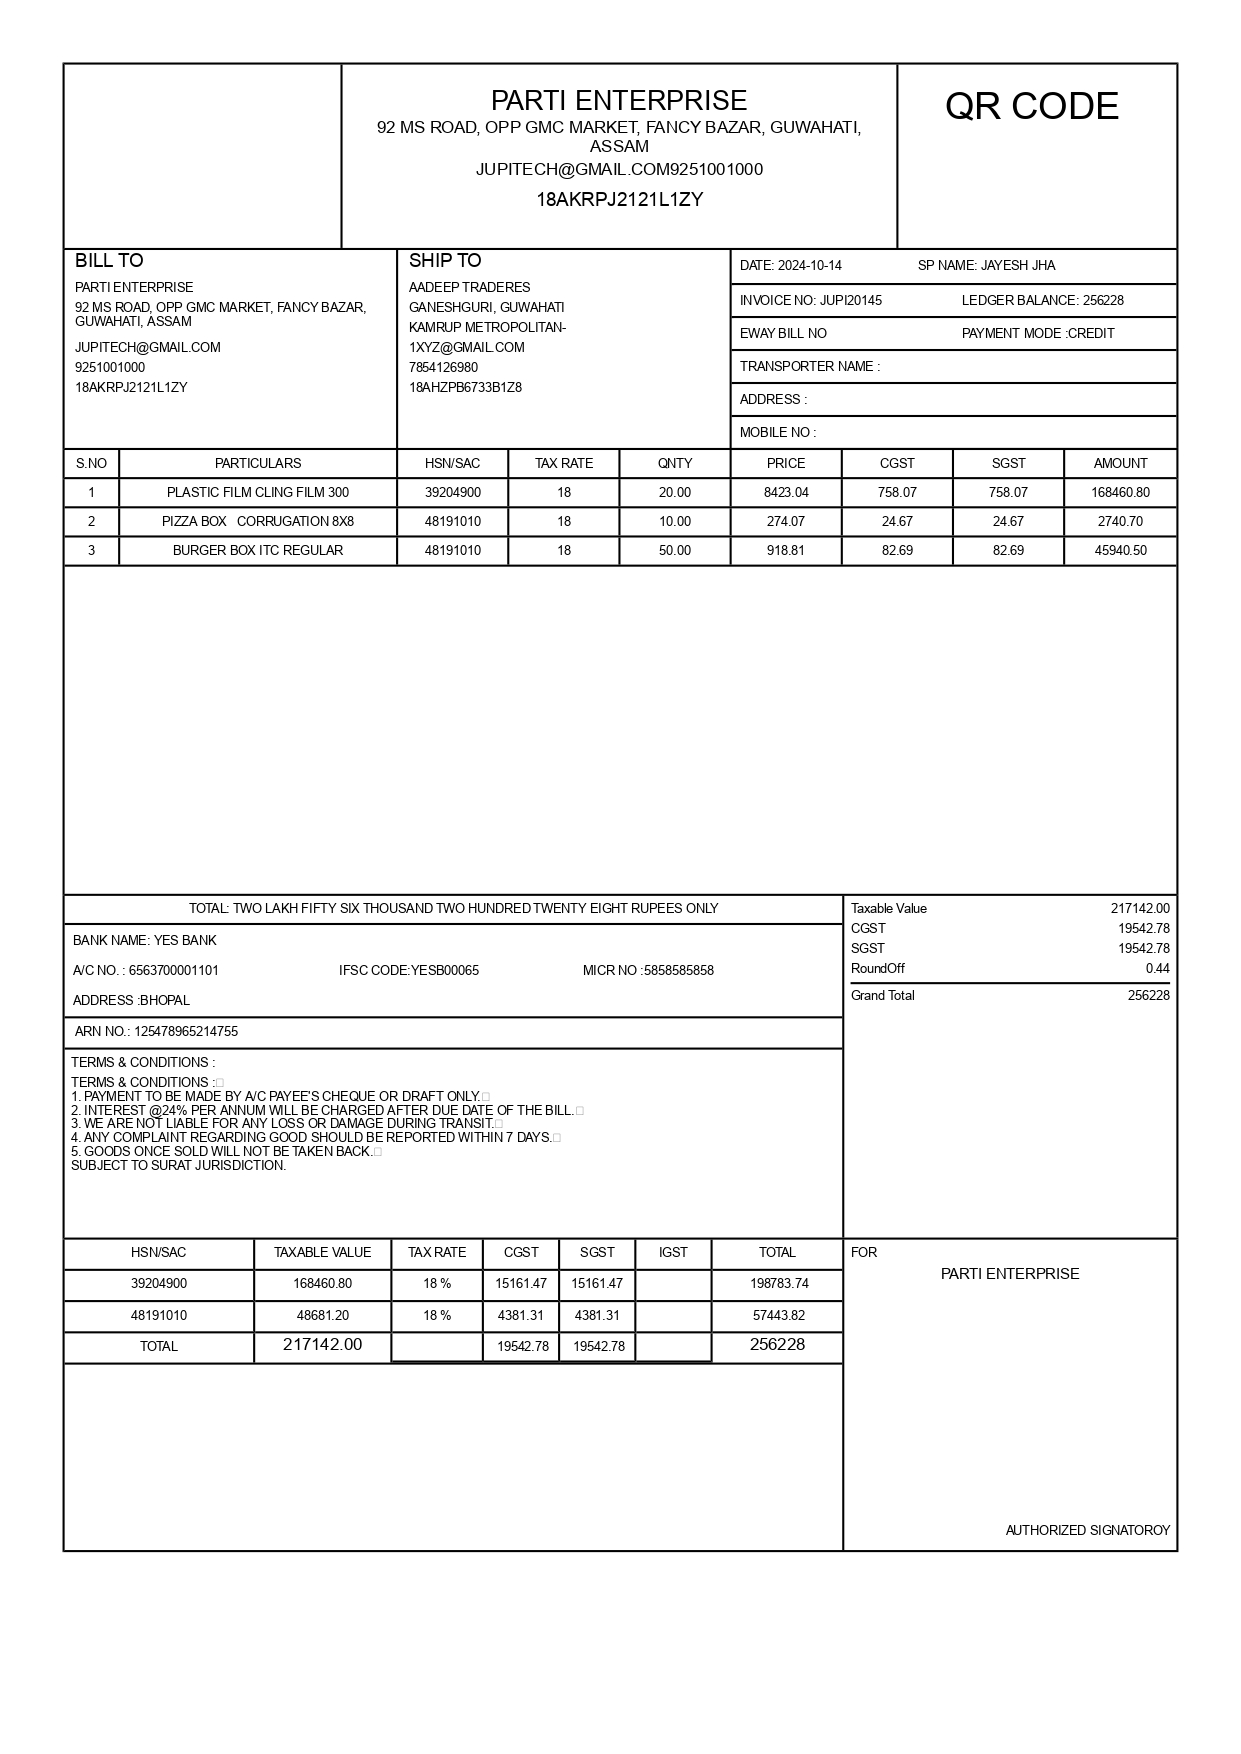 PARTI ENTERPRISE
92 MS ROAD, OPP GMC MARKET, FANCY BAZAR, GUWAHATI,
ASSAM
JUPITECH@GMAIL.COM9251001000
18AKRPJ2121L1ZY
QR CODE
BILL TO
PARTI ENTERPRISE
92 MS ROAD, OPP GMC MARKET, FANCY BAZAR,
GUWAHATI, ASSAM
JUPITECH@GMAIL.COM
9251001000
18AKRPJ2121L1ZY
SHIP TO
AADEEP TRADERES
GANESHGURI, GUWAHATI
KAMRUP METROPOLITAN-
1XYZ@GMAIL.COM
7854126980
18AHZPB6733B1Z8
DATE: 2024-10-14 SP NAME: JAYESH JHA
INVOICE NO: JUPI20145 LEDGER BALANCE: 256228
EWAY BILL NO PAYMENT MODE :CREDIT
TRANSPORTER NAME :
ADDRESS :
MOBILE NO :
S.NO PARTICULARS HSN/SAC TAX RATE QNTY PRICE CGST SGST AMOUNT
1 PLASTIC FILM CLING FILM 300 39204900 18 20.00 8423.04 758.07 758.07 168460.80
2 PIZZA BOX CORRUGATION 8X8 48191010 18 10.00 274.07 24.67 24.67 2740.70
3 BURGER BOX ITC REGULAR 48191010 18 50.00 918.81 82.69 82.69 45940.50
TOTAL: TWO LAKH FIFTY SIX THOUSAND TWO HUNDRED TWENTY EIGHT RUPEES ONLY
BANK NAME: YES BANK
A/C NO. : 6563700001101 IFSC CODE:YESB00065 MICR NO :5858585858
ADDRESS :BHOPAL
ARN NO.: 125478965214755
Taxable Value 217142.00
CGST 19542.78
SGST 19542.78
RoundOff 0.44
Grand Total 256228
TERMS & CONDITIONS :
TERMS & CONDITIONS :
1. PAYMENT TO BE MADE BY A/C PAYEE'S CHEQUE OR DRAFT ONLY.
2. INTEREST @24% PER ANNUM WILL BE CHARGED AFTER DUE DATE OF THE BILL.
3. WE ARE NOT LIABLE FOR ANY LOSS OR DAMAGE DURING TRANSIT.
4. ANY COMPLAINT REGARDING GOOD SHOULD BE REPORTED WITHIN 7 DAYS.
5. GOODS ONCE SOLD WILL NOT BE TAKEN BACK.
SUBJECT TO SURAT JURISDICTION.
HSN/SAC TAXABLE VALUE TAX RATE CGST SGST IGST TOTAL
39204900 168460.80 18 % 15161.47 15161.47 198783.74
48191010 48681.20 18 % 4381.31 4381.31 57443.82
TOTAL 217142.00 19542.78 19542.78 256228
FOR
PARTI ENTERPRISE
AUTHORIZED SIGNATOROY